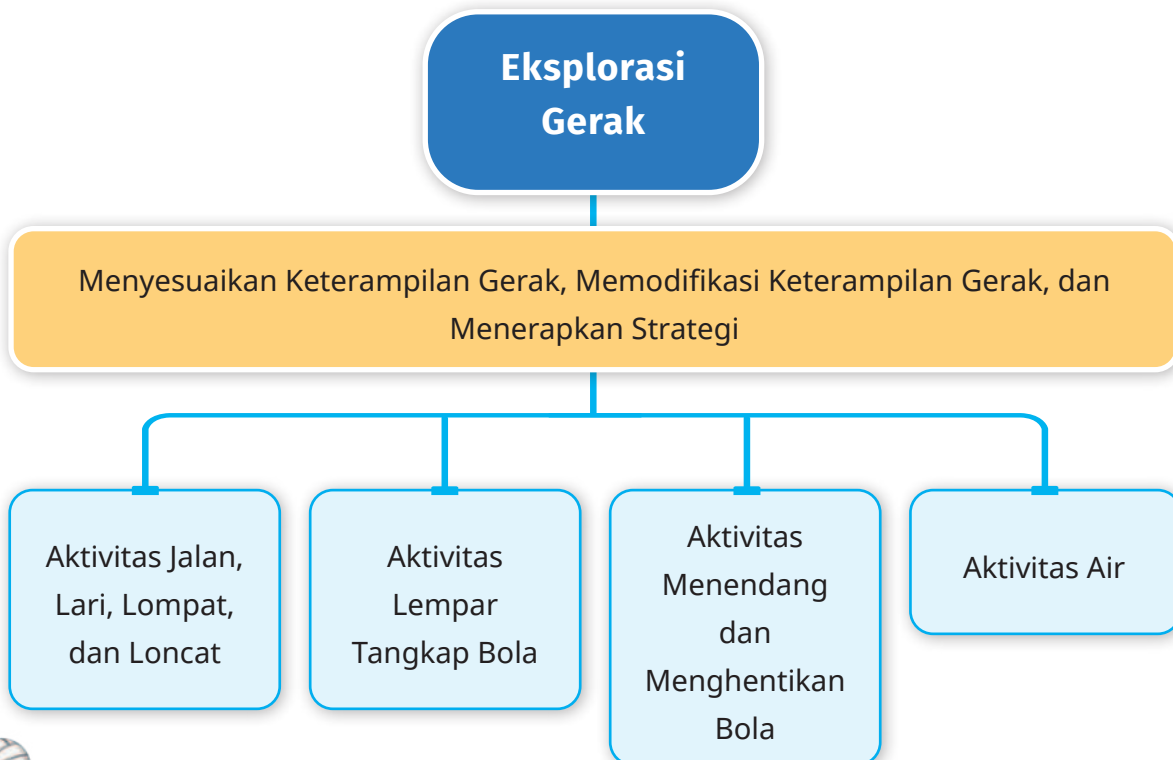 Eksplorasi
Gerak
Menyesuaikan Keterampilan Gerak, Memodifikasi Keterampilan Gerak, dan
Menerapkan Strategi
Aktivitas Jalan,
Lari, Lompat,
dan Loncat
Aktivitas
Lempar
Tangkap Bola
Aktivitas
Menendang
dan
Menghentikan
Bola
Aktivitas Air